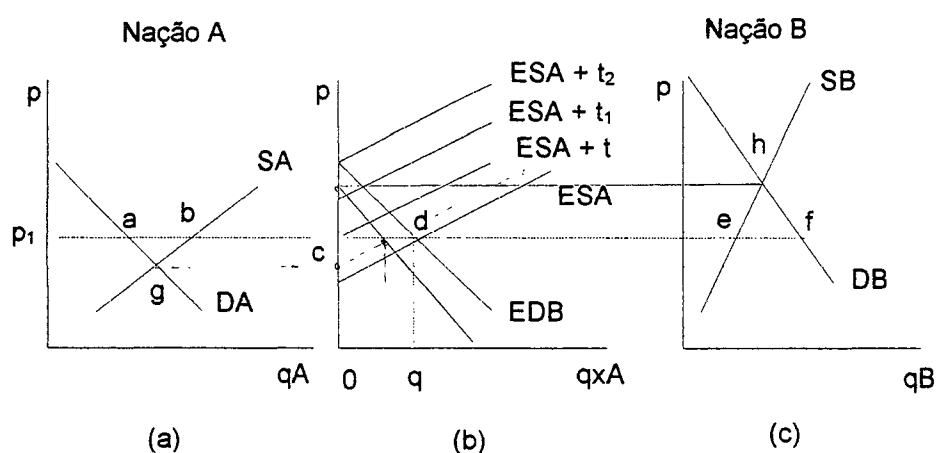 Nação A
p
SA
a
b
p₁
g
DA
qA
(a)
p
ESA + t₂
ESA + t₁
ESA + t
ESA
d
c
EDB
0
q
qxA
(b)
Nação B
p
SB
h
e
f
DB
qB
(c)